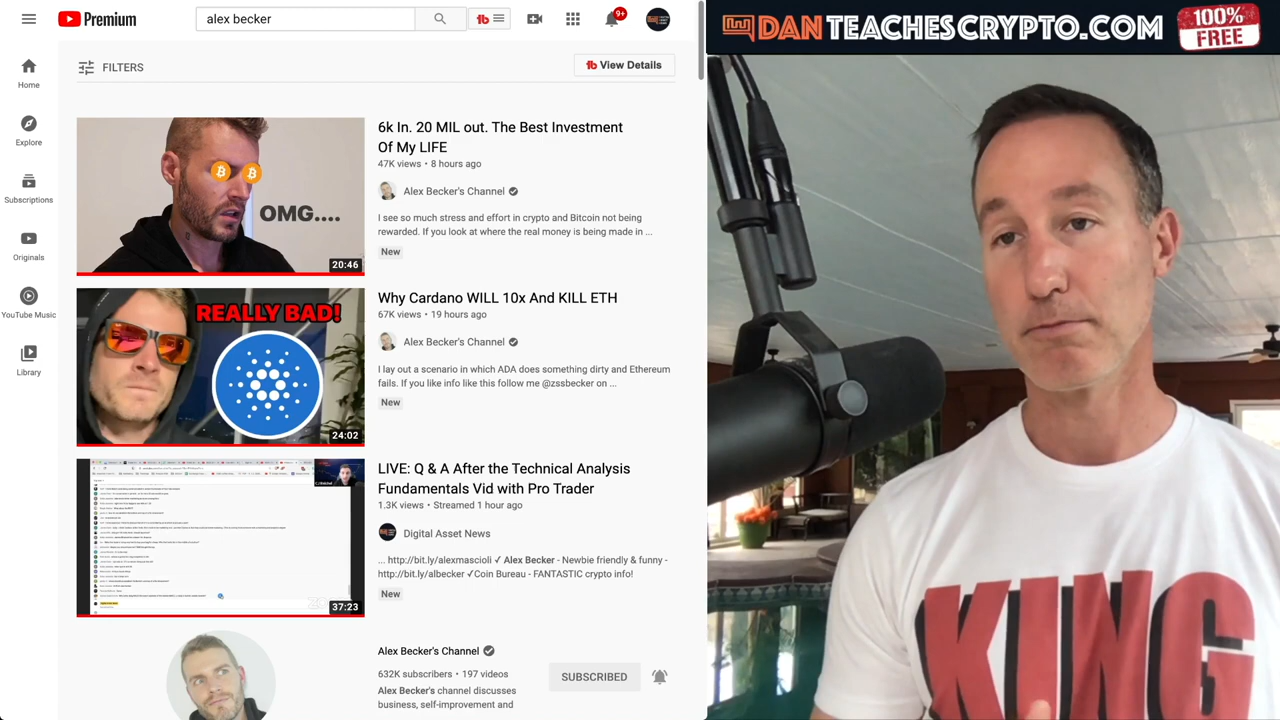 Premium
alex becker
9+
FILTERS
View Details
Home
Explore
Subscriptions
Originals
YouTube Music
Library
OMG....
20:46
6k In. 20 MIL out. The Best Investment
Of My LIFE
47K views • 8 hours ago
Alex Becker's Channel
I see so much stress and effort in crypto and Bitcoin not being
rewarded. If you look at where the real money is being made in ...
New
REALLY BAD!
24:02
Why Cardano WILL 10x And KILL ETH
67K views • 19 hours ago
Alex Becker's Channel
I lay out a scenario in which ADA does something dirty and Ethereum
fails. If you like info like this follow me @zssbecker on ...
New
37:23
LIVE: Q & A After the Technical Analysis
Fundamentals Vid with Pro Trader
1.3K views • Streamed 1 hour ago
Digital Asset News
... http://bit.ly/alexmascioli ✓ Alex Becker - Newbie friendly & funny -
http://bit.ly/albecker ✓Coin Bureau - FANTASTIC crypto info!
New
Alex Becker's Channel
632K subscribers • 197 videos
Alex Becker's channel discusses
business, self-improvement and
SUBSCRIBED
DANTEACHESCRYPTO.COM
100%
FREE
KING